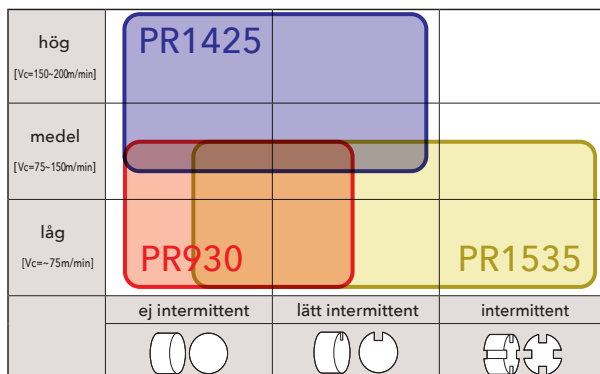 hög
[Vc=150~200m/min]
PR1425
medel
[Vc=75~150m/min]
låg
[Vc=~75m/min]
PR930
PR1535
ej intermittent
lätt intermittent
intermittent